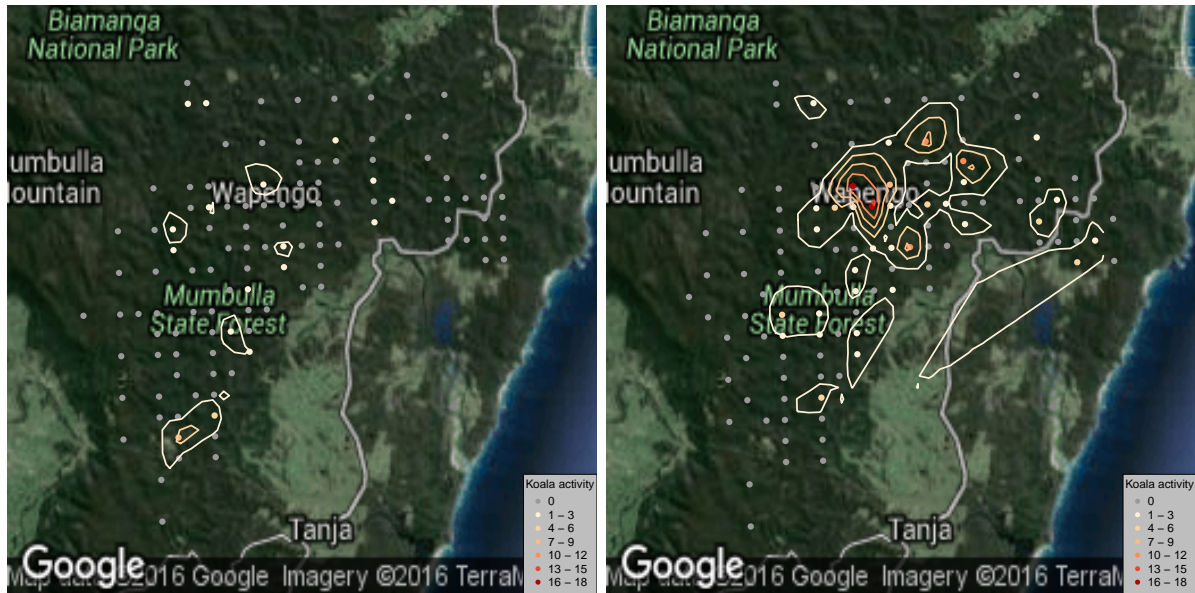 Biamanga
National Park
umbulla
lountain
Wapengo
Mumbulla
State Forest
Tanja
Koala activity
0
1 – 3
4 – 6
7 – 9
10 – 12
13 – 15
16 – 18
Google
Map data ©2016 Google Imagery ©2016 TerraM
Biamanga
National Park
umbulla
lountain
Wapengo
Mumbulla
State Forest
Tanja
Koala activity
0
1 – 3
4 – 6
7 – 9
10 – 12
13 – 15
16 – 18
Google
Map data ©2016 Google Imagery ©2016 TerraM